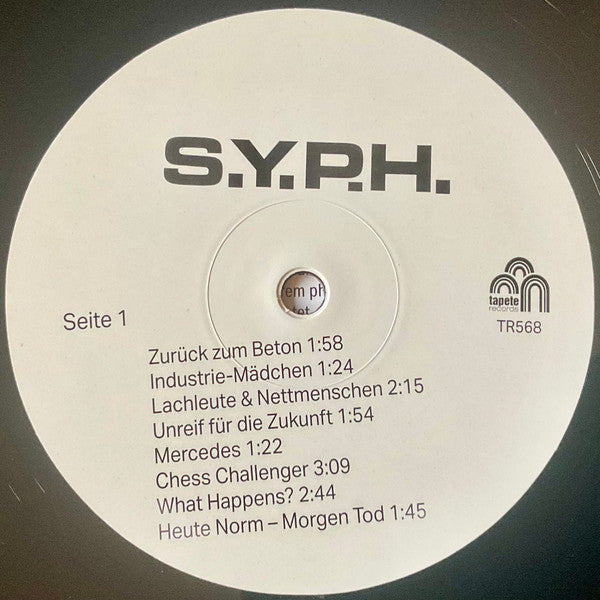 S.Y.P.H.
em ph
Seite 1
tapete
records
TR568
Zurück zum Beton 1:58
Industrie-Mädchen 1:24
Lachleute & Nettmenschen 2:15
Unreif für die Zukunft 1:54
Mercedes 1:22
Chess Challenger 3:09
What Happens? 2:44
Heute Norm – Morgen Tod 1:45